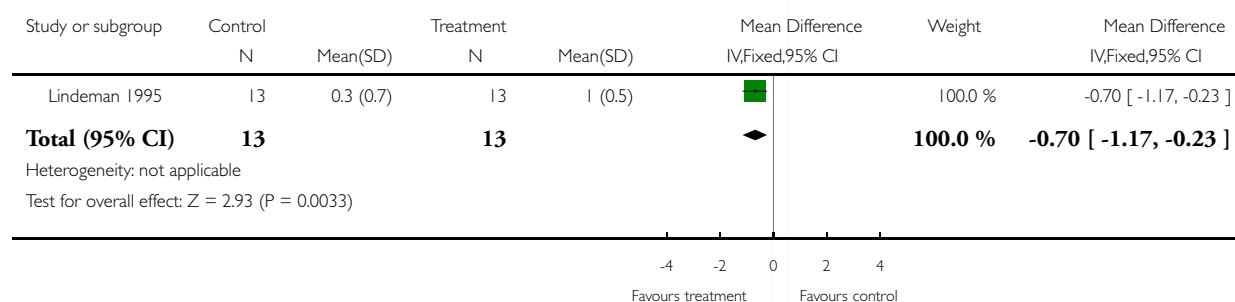 Study or subgroup Control Treatment Mean Difference Weight Mean Difference
N Mean(SD) N Mean(SD) IV,Fixed,95% CI IV,Fixed,95% CI
Lindeman 1995 13 0.3 (0.7) 13 1 (0.5) 100.0 % -0.70 [ -1.17, -0.23 ]
Total (95% CI) 13 13 100.0 % -0.70 [ -1.17, -0.23 ]
Heterogeneity: not applicable
Test for overall effect: Z = 2.93 (P = 0.0033)
-4 -2 0 2 4
Favours treatment Favours control